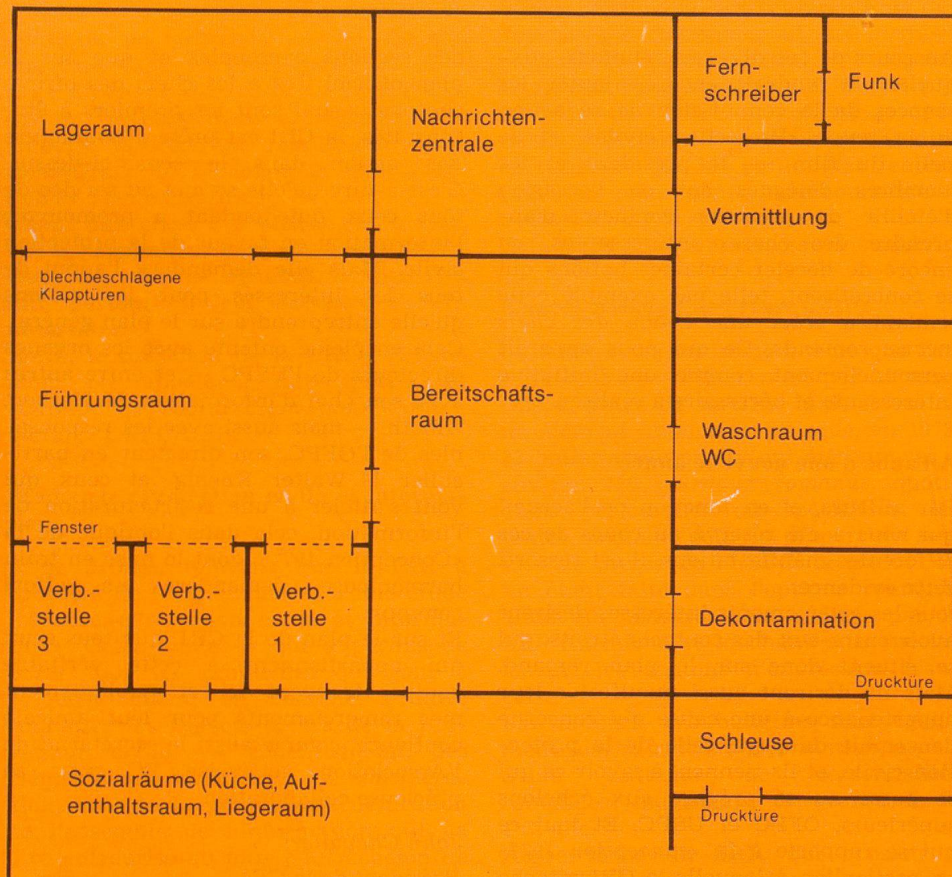 Lageraum
Nachrichten-
zentrale
Fern-
schreiber
Funk
Vermittlung
blechbeschlagene
Klapptüren
Führungsraum
Bereitschafts-
raum
Waschraum
WC
Fenster
Verb.-
stelle
3
Verb.-
stelle
2
Verb.-
stelle
1
Dekontamination
Drucktüre
Schleuse
Drucktüre
Sozialräume (Küche, Auf-
enthaltsraum, Liegeraum)